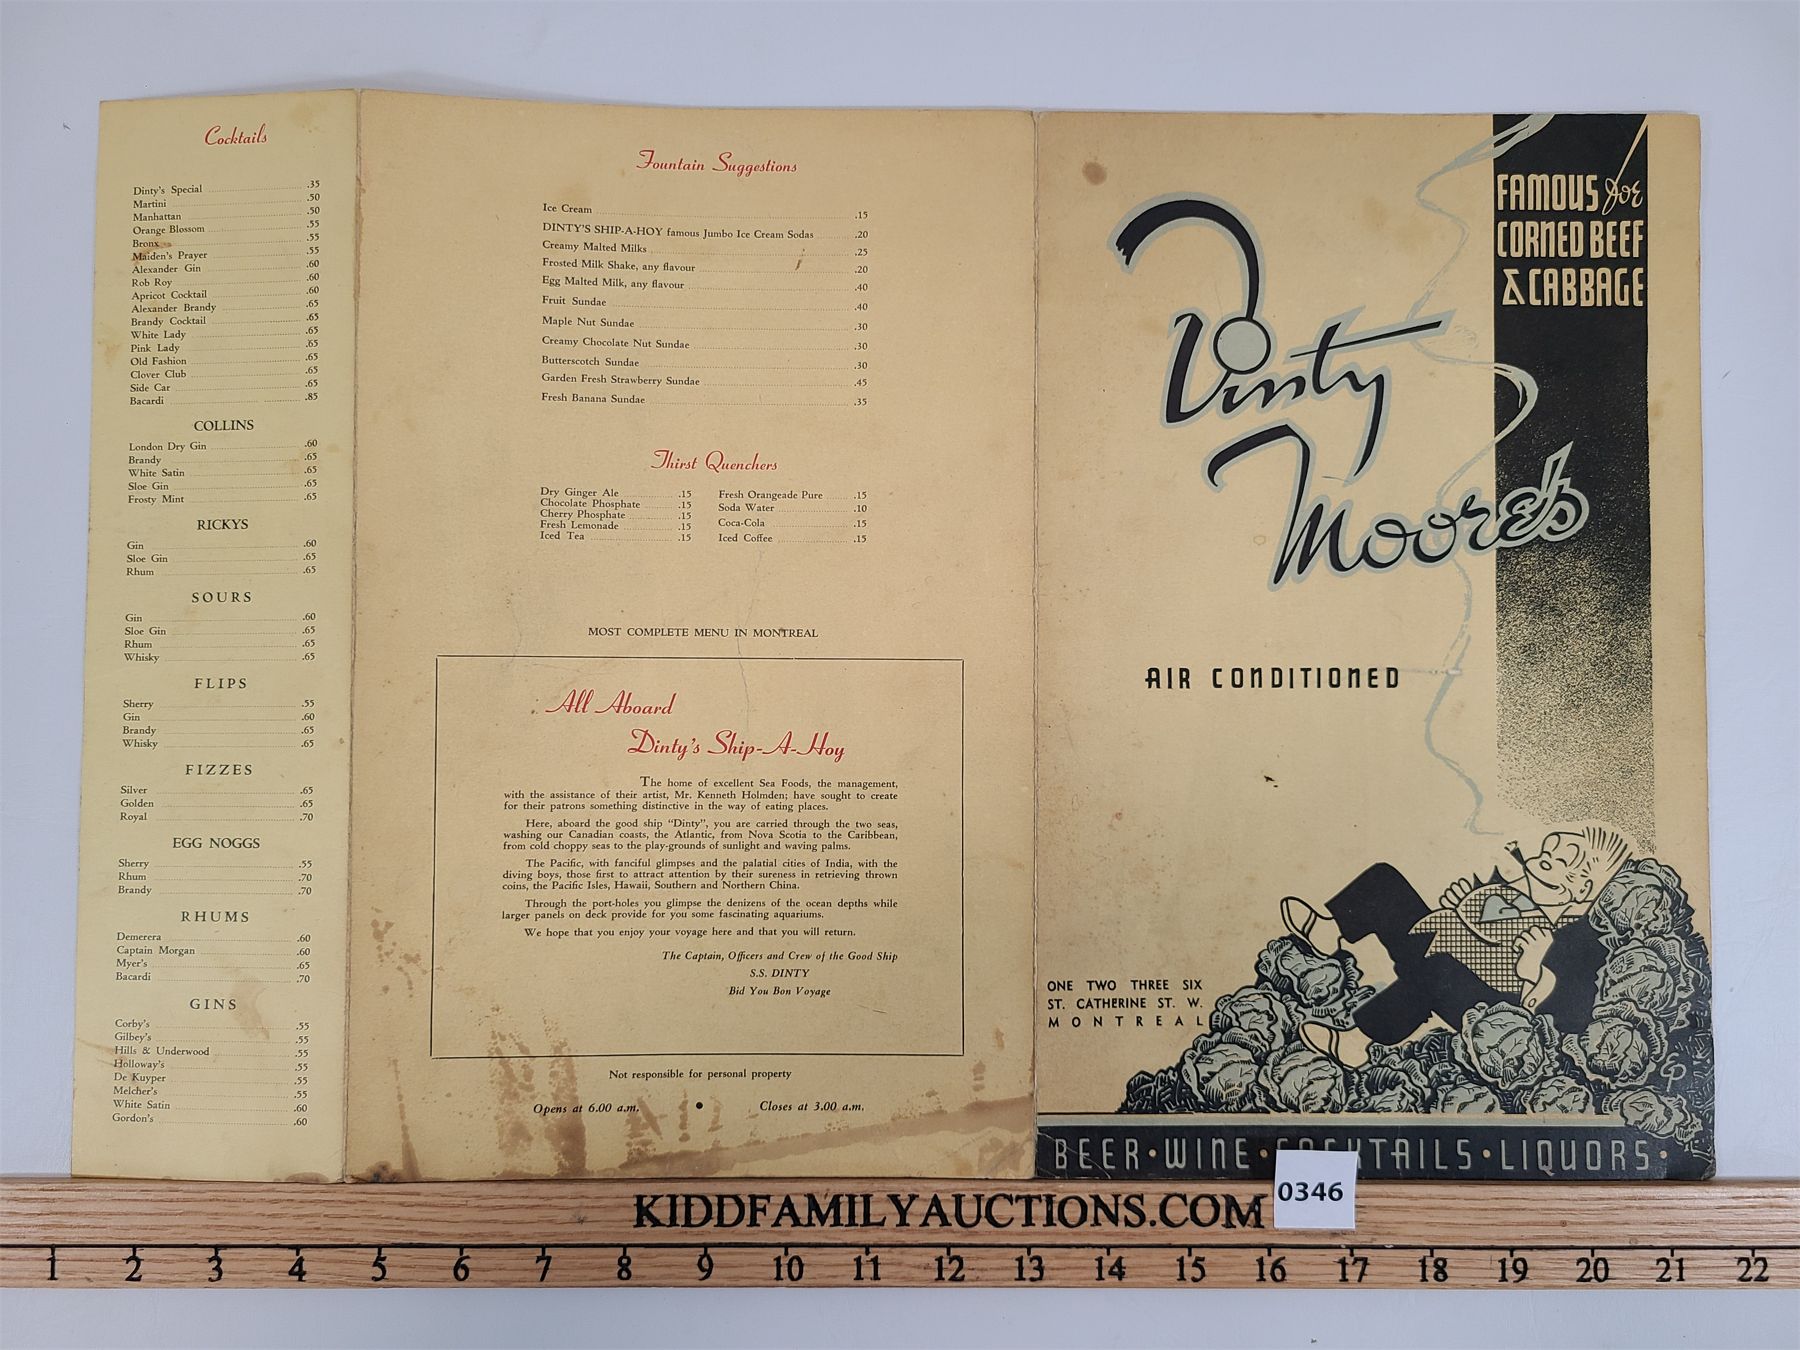 Cocktails
Dinty's Special .35
Martini .50
Manhattan .50
Orange Blossom .55
Bronx .55
Maiden's Prayer .55
Alexander Gin .60
Rob Roy .60
Apricot Cocktail .60
Alexander Brandy .65
Brandy Cocktail .65
White Lady .65
Pink Lady .65
Old Fashion .65
Clover Club .65
Side Car .65
Bacardi .85
COLLINS
London Dry Gin .60
Brandy .65
White Satin .65
Sloe Gin .65
Frosty Mint .65
RICKYS
Gin .60
Sloe Gin .65
Rhum .65
SOURS
Gin .60
Sloe Gin .65
Rhum .65
Whisky .65
FLIPS
Sherry .55
Gin .60
Brandy .65
Whisky .65
FIZZES
Silver .65
Golden .65
Royal .70
EGG NOGGS
Sherry .55
Rhum .70
Brandy .70
RHUMS
Demerera .60
Captain Morgan .60
Myer's .65
Bacardi .70
GINS
Corby's .55
Gilbey's .55
Hills & Underwood .55
Holloway's .55
De Kuyper .55
Melcher's .55
White Satin .60
Gordon's .60
Fountain Suggestions
Ice Cream .15
DINTY'S SHIP-A-HOY famous Jumbo Ice Cream Sodas .20
Creamy Malted Milks .25
Frosted Milk Shake, any flavour .20
Egg Malted Milk, any flavour .40
Fruit Sundae .40
Maple Nut Sundae .30
Creamy Chocolate Nut Sundae .30
Butterscotch Sundae .30
Garden Fresh Strawberry Sundae .45
Fresh Banana Sundae .35
Thirst Quenchers
Dry Ginger Ale .15
Chocolate Phosphate .15
Cherry Phosphate .15
Fresh Lemonade .15
Iced Tea .15
Fresh Orangeade Pure .15
Soda Water .10
Coca-Cola .15
Iced Coffee .15
MOST COMPLETE MENU IN MONTREAL
All Aboard
Dinty's Ship-A-Hoy
The home of excellent Sea Foods, the management,
with the assistance of their artist, Mr. Kenneth Holmden; have sought to create
for their patrons something distinctive in the way of eating places.
Here, aboard the good ship "Dinty", you are carried through the two seas,
washing our Canadian coasts, the Atlantic, from Nova Scotia to the Caribbean,
from cold choppy seas to the play-grounds of sunlight and waving palms.
The Pacific, with fanciful glimpses and the palatial cities of India, with the
diving boys, those first to attract attention by their sureness in retrieving thrown
coins, the Pacific Isles, Hawaii, Southern and Northern China.
Through the port-holes you glimpse the denizens of the ocean depths while
larger panels on deck provide for you some fascinating aquariums.
We hope that you enjoy your voyage here and that you will return.
The Captain, Officers and Crew of the Good Ship
S.S. DINTY
Bid You Bon Voyage
Not responsible for personal property
Opens at 6.00 a.m. • Closes at 3.00 a.m.
FAMOUS for
CORNED BEEF
& CABBAGE
Dinty
Moore's
AIR CONDITIONED
ONE TWO THREE SIX
ST. CATHERINE ST. W.
MONTREAL
BEER • WINE • COCKTAILS • LIQUORS •
0346
KIDDFAMILYAUCTIONS.COM
1 2 3 4 5 6 7 8 9 10 11 12 13 14 15 16 17 18 19 20 21 22